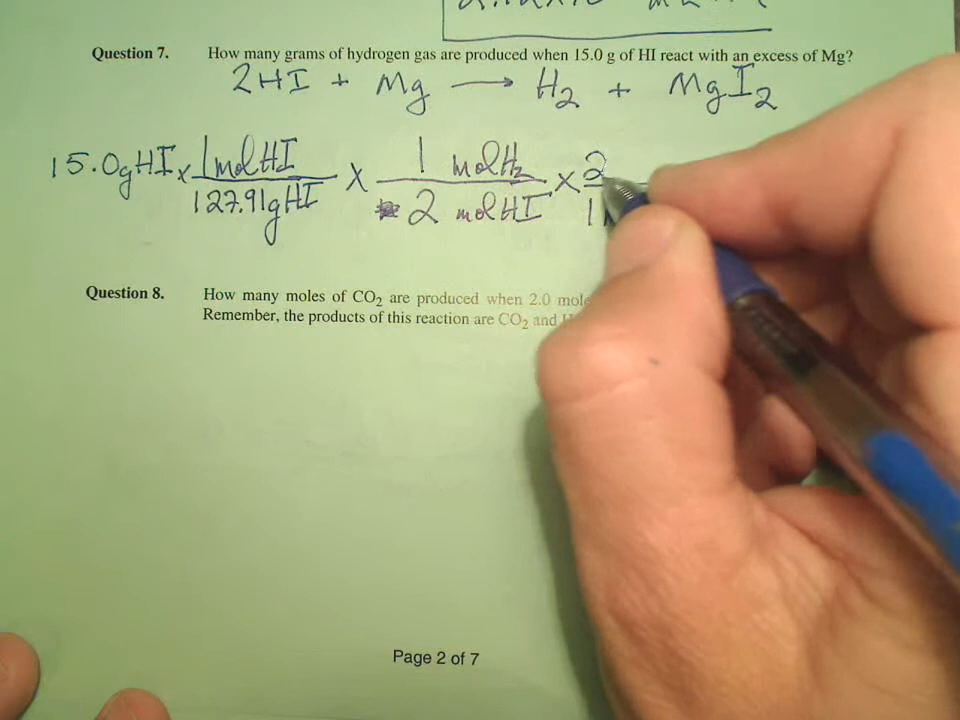 Question 7. How many grams of hydrogen gas are produced when 15.0 g of HI react with an excess of Mg?
2HI + Mg → H₂ + MgI₂
15.0gHI x 1molHI / 127.91gHI x 1 molH₂ / 2 molHI x 2 / 1
Question 8. How many moles of CO₂ are produced when 2.0 mole
Remember, the products of this reaction are CO₂ and H
Page 2 of 7